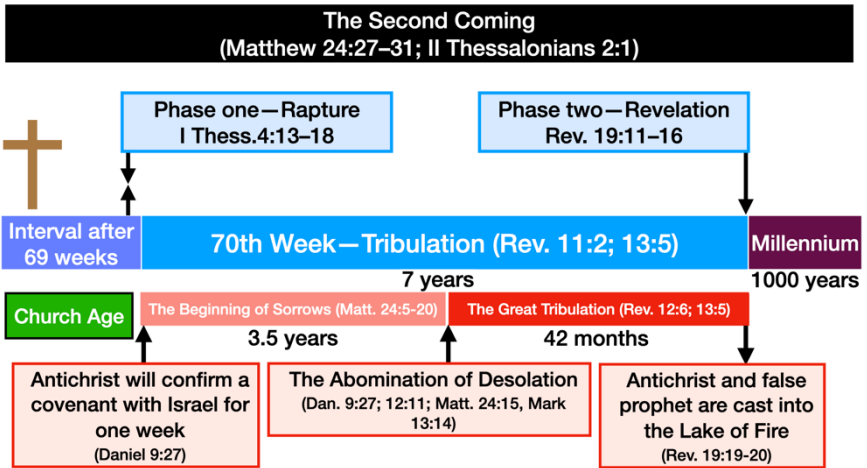 The Second Coming
(Matthew 24:27–31; II Thessalonians 2:1)
Phase one—Rapture
I Thess.4:13–18
Phase two—Revelation
Rev. 19:11–16
Interval after
69 weeks
70th Week—Tribulation (Rev. 11:2; 13:5)
Millennium
7 years
1000 years
Church Age
The Beginning of Sorrows (Matt. 24:5-20)
The Great Tribulation (Rev. 12:6; 13:5)
3.5 years
42 months
Antichrist will confirm a
covenant with Israel for
one week
(Daniel 9:27)
The Abomination of Desolation
(Dan. 9:27; 12:11; Matt. 24:15, Mark
13:14)
Antichrist and false
prophet are cast into
the Lake of Fire
(Rev. 19:19-20)